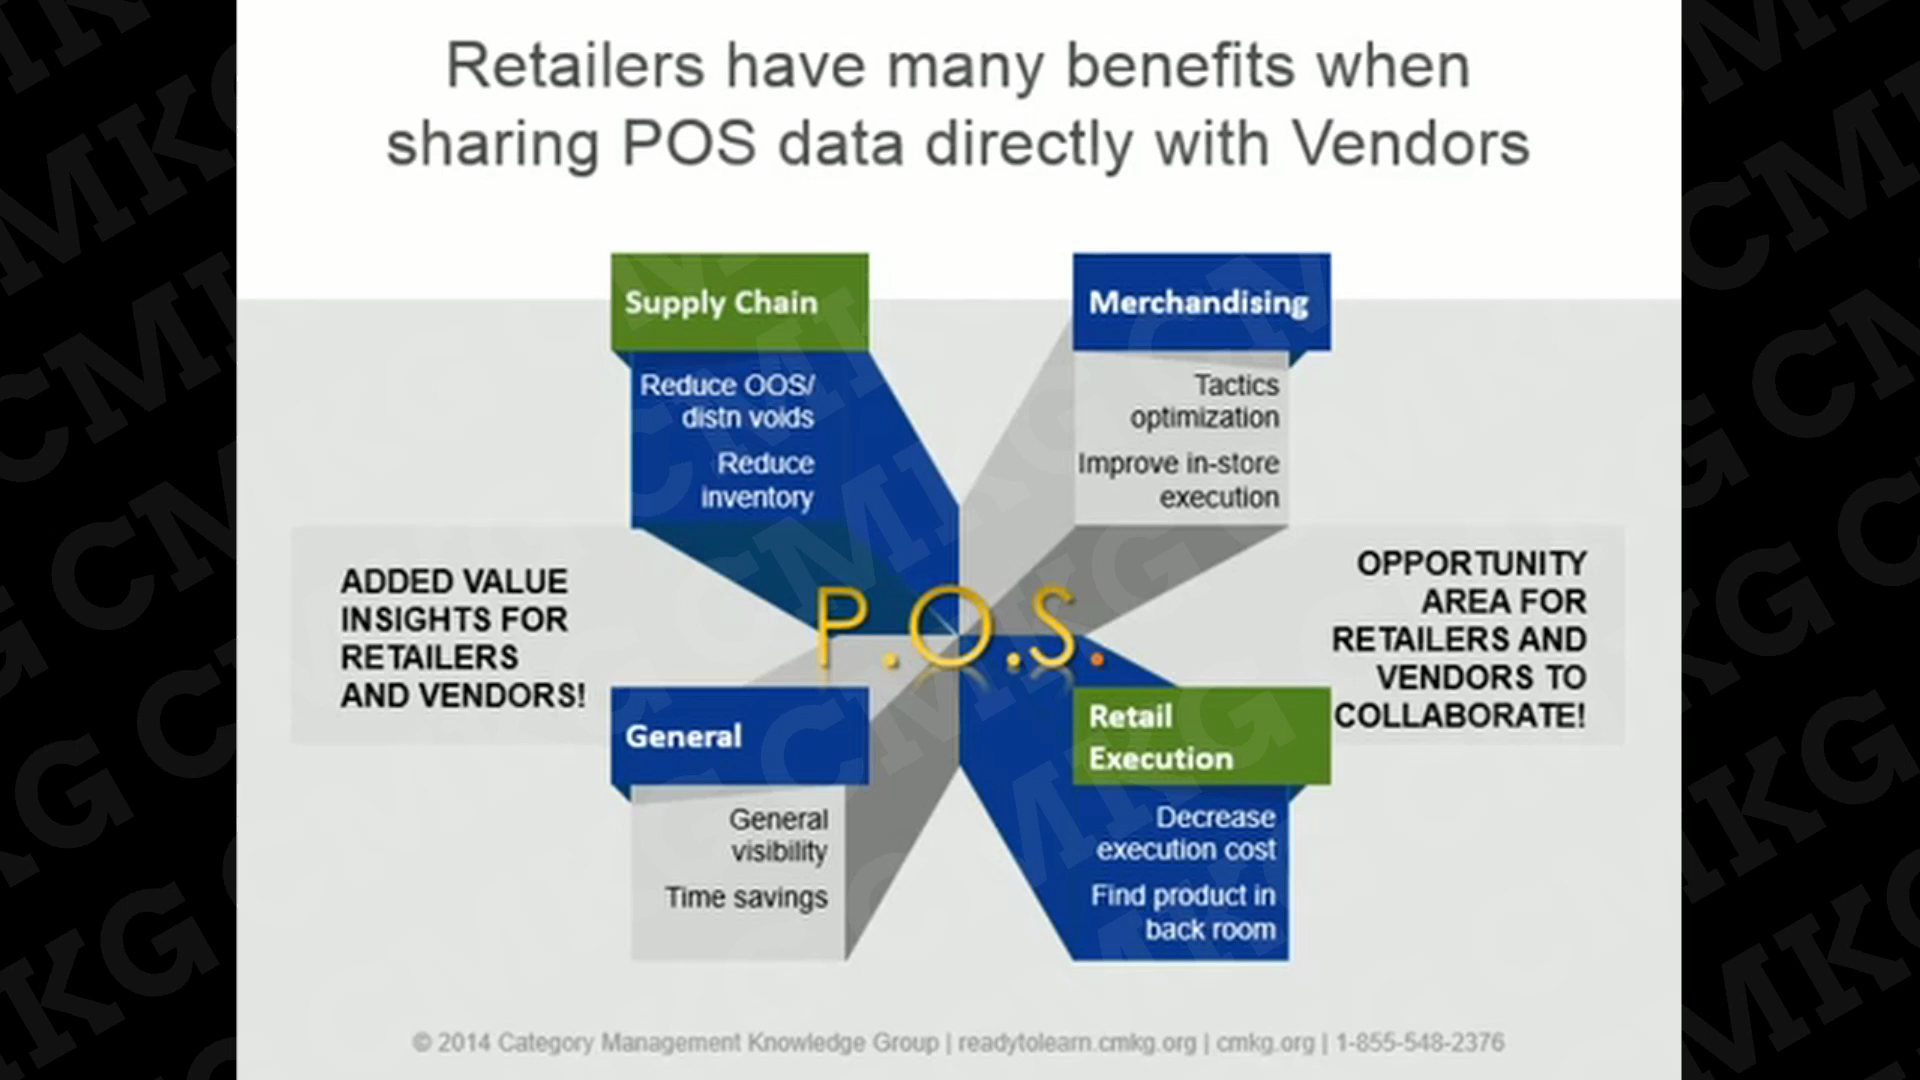 Retailers have many benefits when
sharing POS data directly with Vendors
Supply Chain
Reduce OOS/
distn voids
Reduce
inventory
Merchandising
Tactics
optimization
Improve in-store
execution
ADDED VALUE
INSIGHTS FOR
RETAILERS
AND VENDORS!
P.O.S.
OPPORTUNITY
AREA FOR
RETAILERS AND
VENDORS TO
COLLABORATE!
General
General
visibility
Time savings
Retail
Execution
Decrease
execution cost
Find product in
back room
© 2014 Category Management Knowledge Group | readytolearn.cmkg.org | cmkg.org | 1-855-548-2376
CMKG